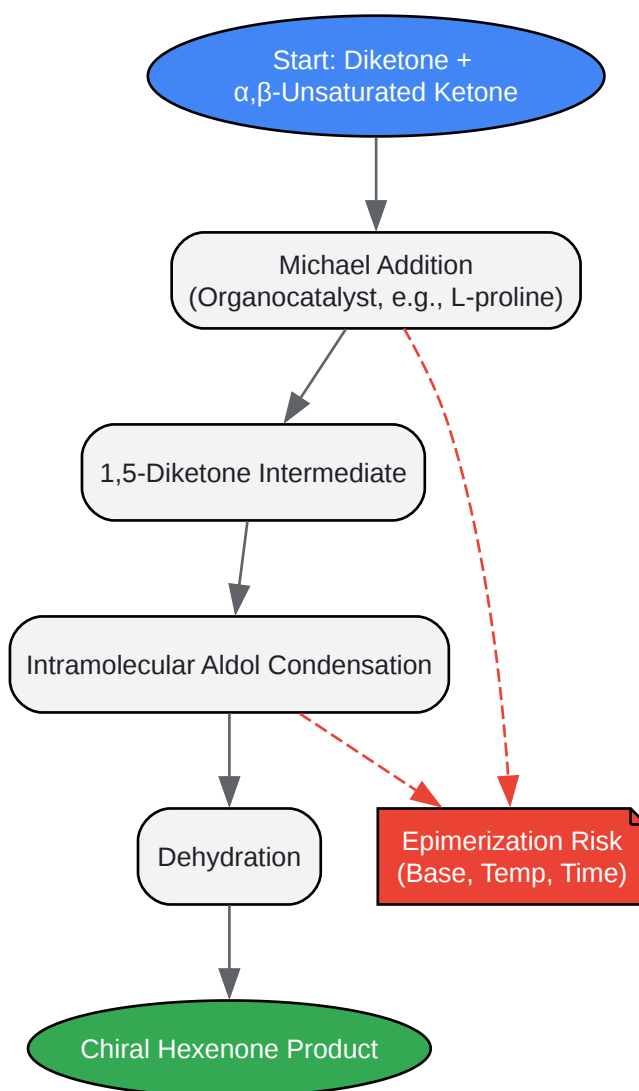 Start: Diketone +
α,β-Unsaturated Ketone
Michael Addition
(Organocatalyst, e.g., L-proline)
1,5-Diketone Intermediate
Intramolecular Aldol Condensation
Dehydration
Epimerization Risk
(Base, Temp, Time)
Chiral Hexenone Product